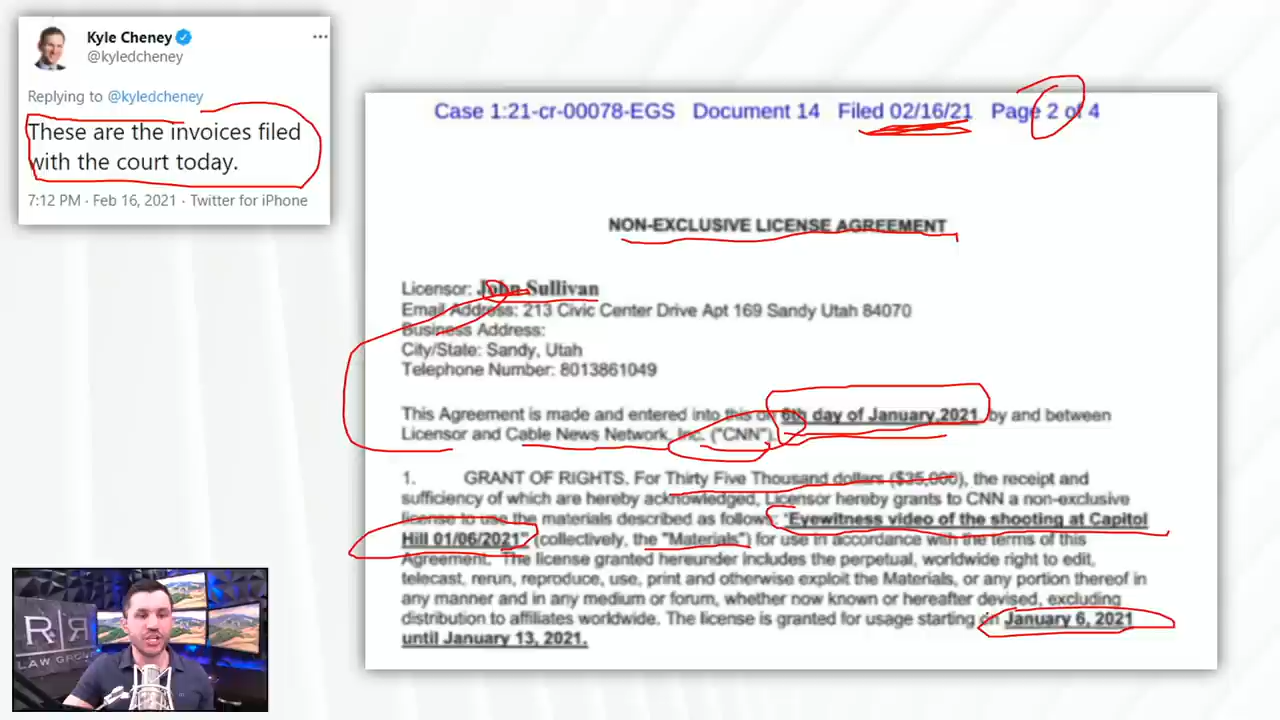 Kyle Cheney
@kyledcheney
Replying to @kyledcheney
These are the invoices filed
with the court today.
7:12 PM · Feb 16, 2021 · Twitter for iPhone
Case 1:21-cr-00078-EGS Document 14 Filed 02/16/21 Page 2 of 4
NON-EXCLUSIVE LICENSE AGREEMENT
Licensor: John Sullivan
Email Address: 213 Civic Center Drive Apt 169 Sandy Utah 84070
Business Address:
City/State: Sandy, Utah
Telephone Number: 8013861049
This Agreement is made and entered into this on 6th day of January,2021 by and between
Licensor and Cable News Network, Inc. ("CNN").
1. GRANT OF RIGHTS. For Thirty Five Thousand dollars ($35,000), the receipt and
sufficiency of which are hereby acknowledged, Licensor hereby grants to CNN a non-exclusive
license to use the materials described as follows: "Eyewitness video of the shooting at Capitol
Hill 01/06/2021" (collectively, the "Materials") for use in accordance with the terms of this
Agreement. The license granted hereunder includes the perpetual, worldwide right to edit,
telecast, rerun, reproduce, use, print and otherwise exploit the Materials, or any portion thereof in
any manner and in any medium or forum, whether now known or hereafter devised, excluding
distribution to affiliates worldwide. The license is granted for usage starting on January 6, 2021
until January 13, 2021.
R|R
LAW GROUP